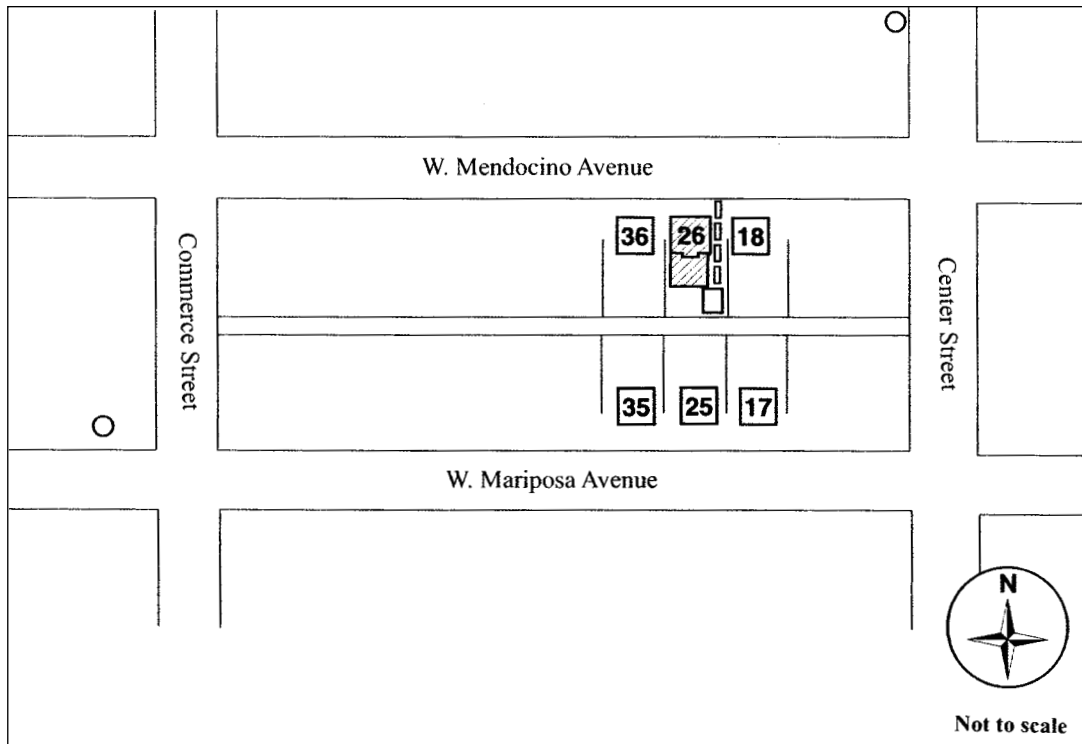 W. Mendocino Avenue
36
26
18
Commerce Street
Center Street
35
25
17
W. Mariposa Avenue
N
Not to scale